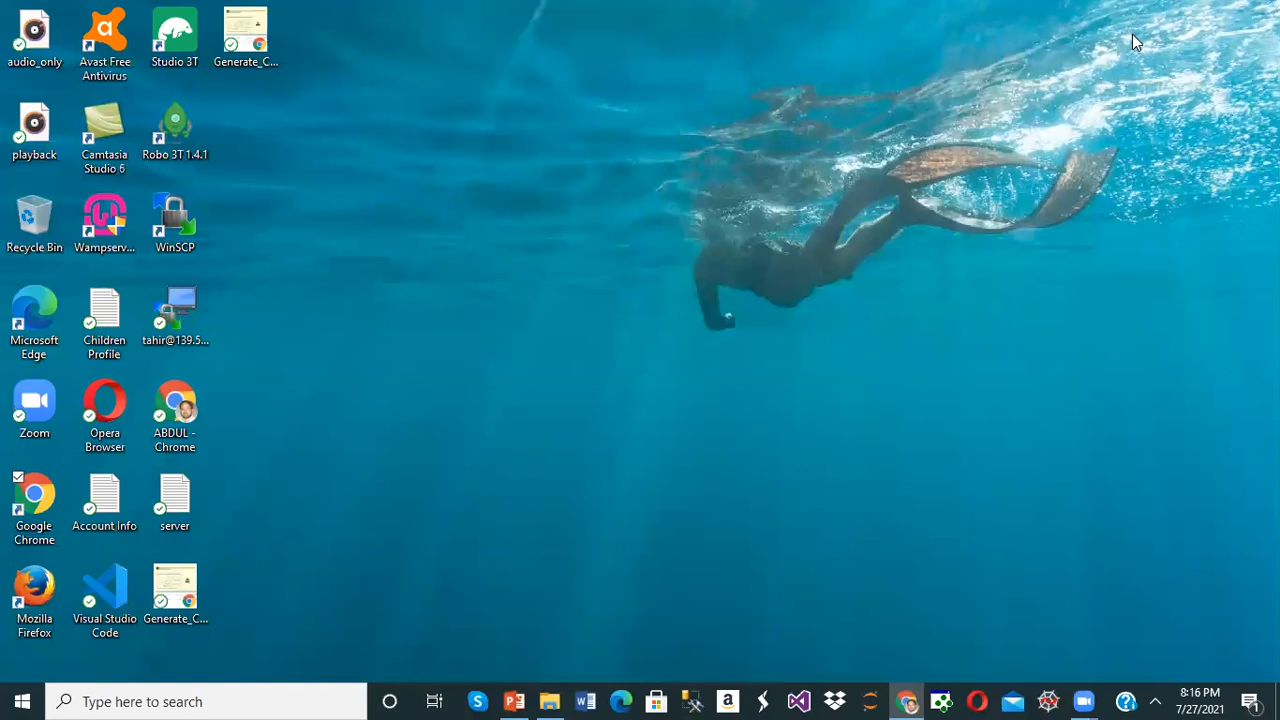 audio_only
Avast Free
Antivirus
Studio 3T
Generate_C...
playback
Camtasia
Studio 6
Robo 3T 1.4.1
Recycle Bin
Wampserv...
WinSCP
Microsoft
Edge
Children
Profile
tahir@139.5...
Zoom
Opera
Browser
ABDUL -
Chrome
Google
Chrome
Account Info
server
Mozilla
Firefox
Visual Studio
Code
Generate_C...
Type here to search
8:16 PM
7/27/2021